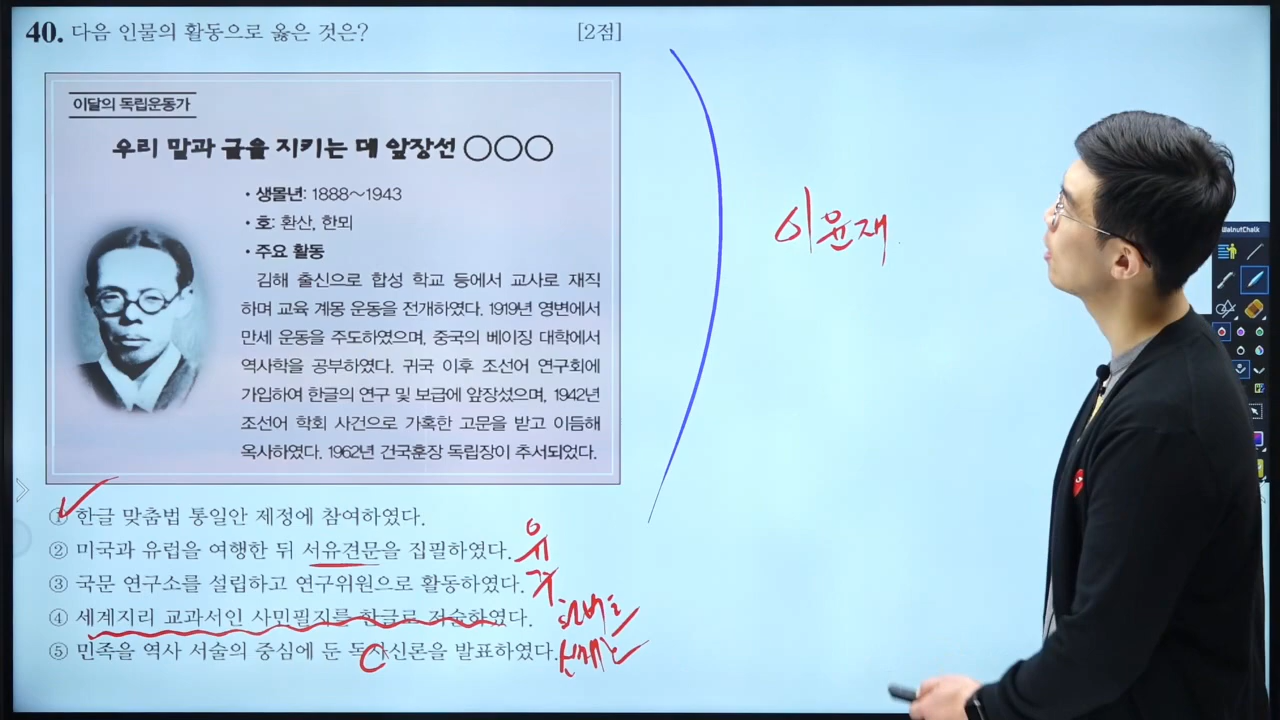 40. 다음 인물의 활동으로 옳은 것은? [2점]
이달의 독립운동가
우리 말과 글을 지키는 데 앞장선 ○○○
• 생몰년: 1888~1943
• 호: 환산, 한뫼
• 주요 활동
김해 출신으로 합성 학교 등에서 교사로 재직
하며 교육 계몽 운동을 전개하였다. 1919년 영변에서
만세 운동을 주도하였으며, 중국의 베이징 대학에서
역사학을 공부하였다. 귀국 이후 조선어 연구회에
가입하여 한글의 연구 및 보급에 앞장섰으며, 1942년
조선어 학회 사건으로 가혹한 고문을 받고 이듬해
옥사하였다. 1962년 건국훈장 독립장이 추서되었다.
이윤재
① 한글 맞춤법 통일안 제정에 참여하였다.
② 미국과 유럽을 여행한 뒤 서유견문을 집필하였다.
유
③ 국문 연구소를 설립하고 연구위원으로 활동하였다.
주
④ 세계지리 교과서인 사민필지를 한글로 저술하였다.
헐버트
⑤ 민족을 역사 서술의 중심에 둔 독사신론을 발표하였다.
신채호
WalnutChalk